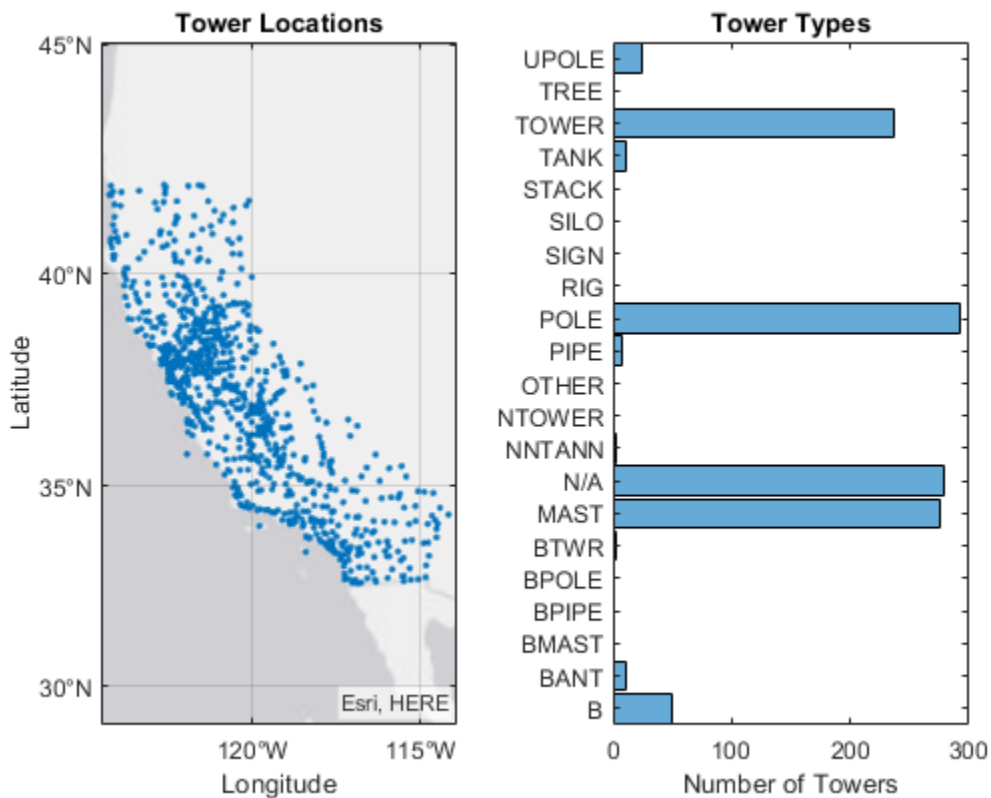 Tower Locations
45°N
40°N
35°N
30°N
Latitude
120°W
115°W
Longitude
Esri, HERE
Tower Types
UPOLE
TREE
TOWER
TANK
STACK
SILO
SIGN
RIG
POLE
PIPE
OTHER
NTOWER
NNTANN
N/A
MAST
BTWR
BPOLE
BPIPE
BMAST
BANT
B
0
100
200
300
Number of Towers